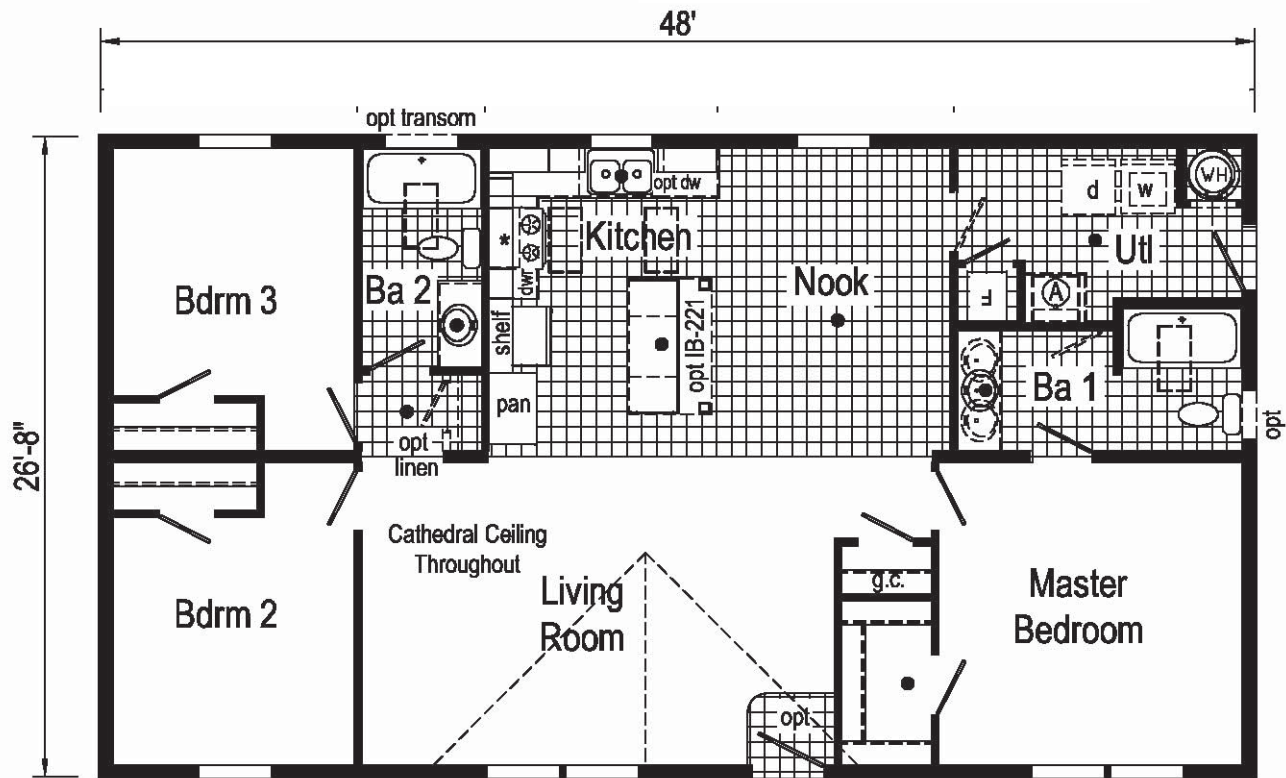 48'
opt transom
26'-8"
Bdrm 3
Ba 2
opt dw
*
dwr
Kitchen
shelf
pan
opt IB-221
Nook
d
w
WH
Utl
F
A
Ba 1
opt
opt
linen
Cathedral Ceiling
Throughout
Bdrm 2
Living
Room
g.c.
Master
Bedroom
opt